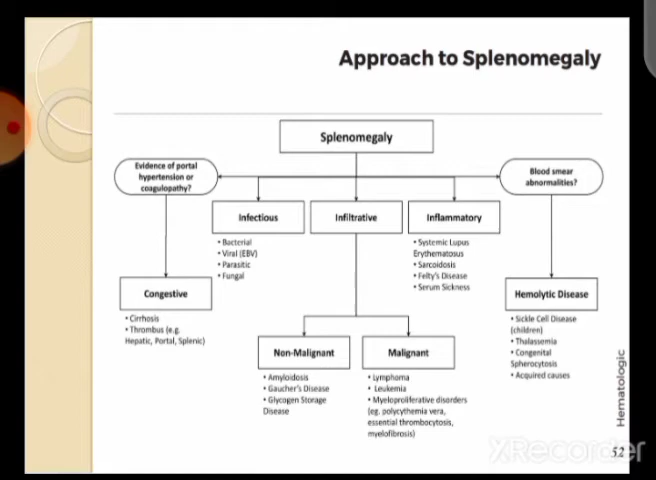 Approach to Splenomegaly
Splenomegaly
Evidence of portal
hypertension or
coagulopathy?
Blood smear
abnormalities?
Infectious
• Bacterial
• Viral (EBV)
• Parasitic
• Fungal
Infiltrative
Inflammatory
• Systemic Lupus
Erythematosus
• Sarcoidosis
• Felty's Disease
• Serum Sickness
Congestive
• Cirrhosis
• Thrombus (e.g.
Hepatic, Portal, Splenic)
Hemolytic Disease
• Sickle Cell Disease
(children)
• Thalassemia
• Congenital
Spherocytosis
• Acquired causes
Non-Malignant
• Amyloidosis
• Gaucher's Disease
• Glycogen Storage
Disease
Malignant
• Lymphoma
• Leukemia
• Myeloproliferative disorders
(eg. polycythemia vera,
essential thrombocytosis,
myelofibrosis)
Hematologic
XRecorder
52